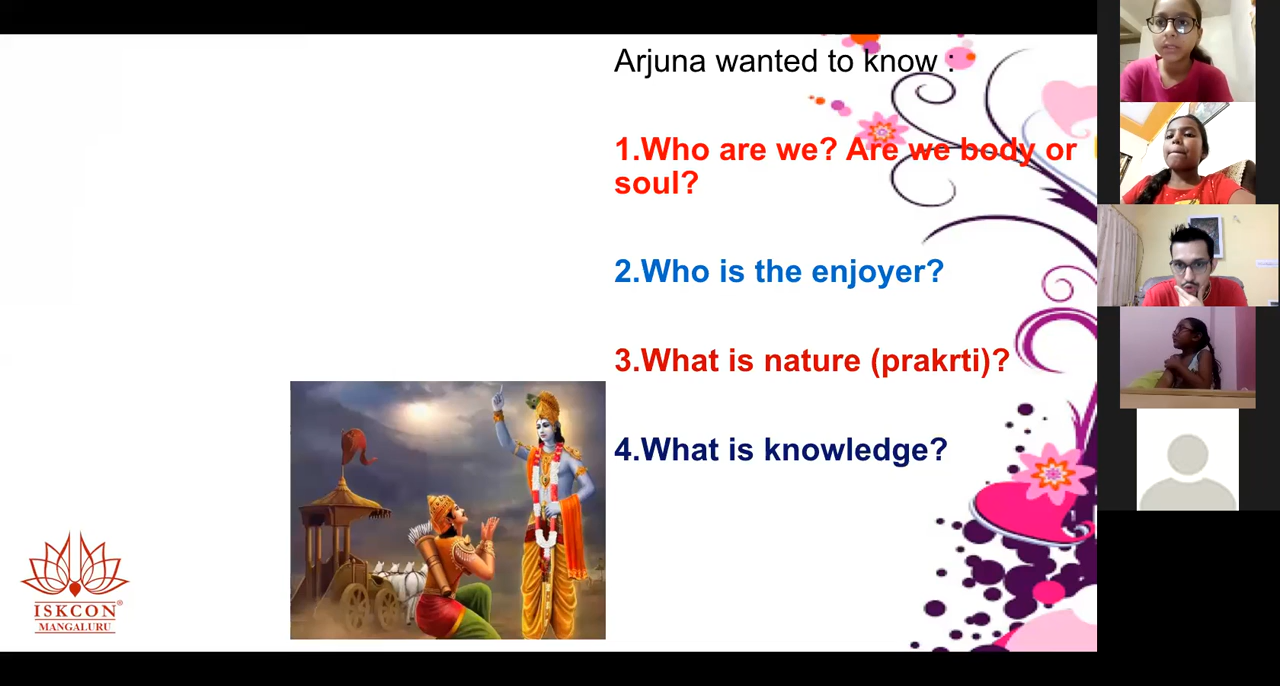 Arjuna wanted to know :
1.Who are we? Are we body or
soul?
2.Who is the enjoyer?
3.What is nature (prakrti)?
4.What is knowledge?
ISKCON®
MANGALURU